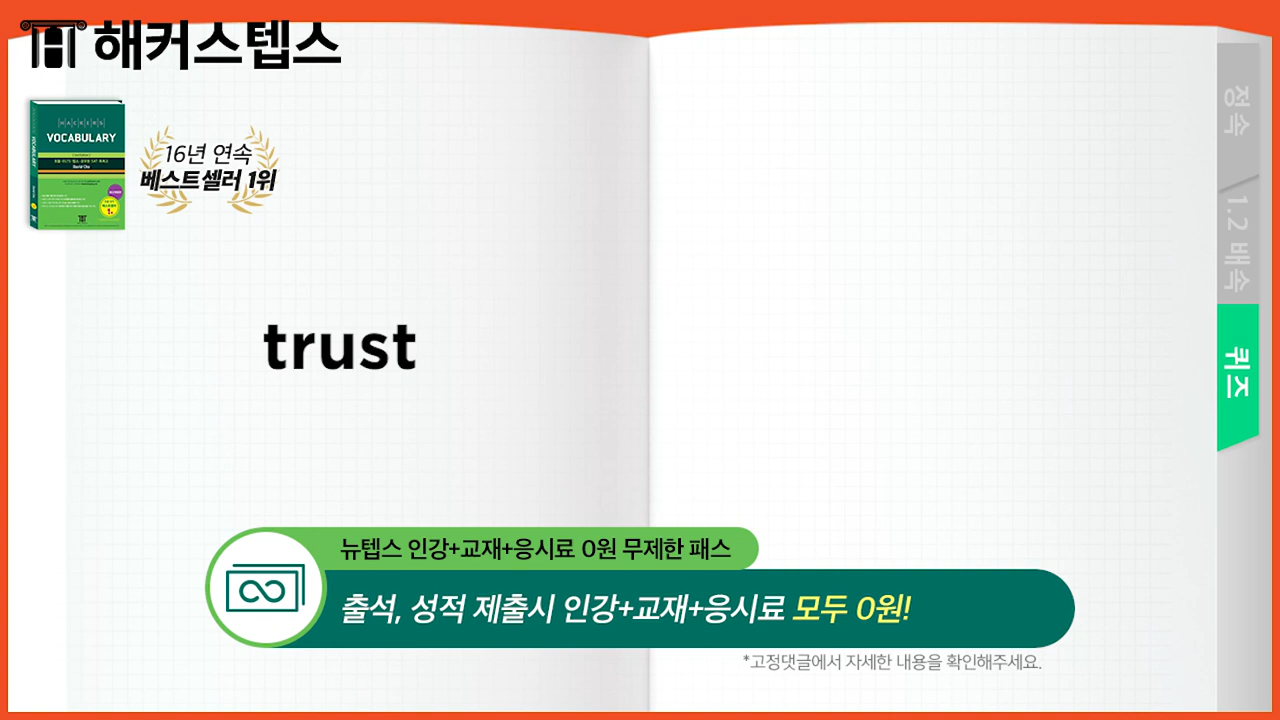 해커스텝스
HACKERS
VOCABULARY
16년 연속
베스트셀러 1위
정속
1.2 배속
퀴즈
trust
뉴텝스 인강+교재+응시료 0원 무제한 패스
출석, 성적 제출시 인강+교재+응시료 모두 0원!
*고정댓글에서 자세한 내용을 확인해주세요.